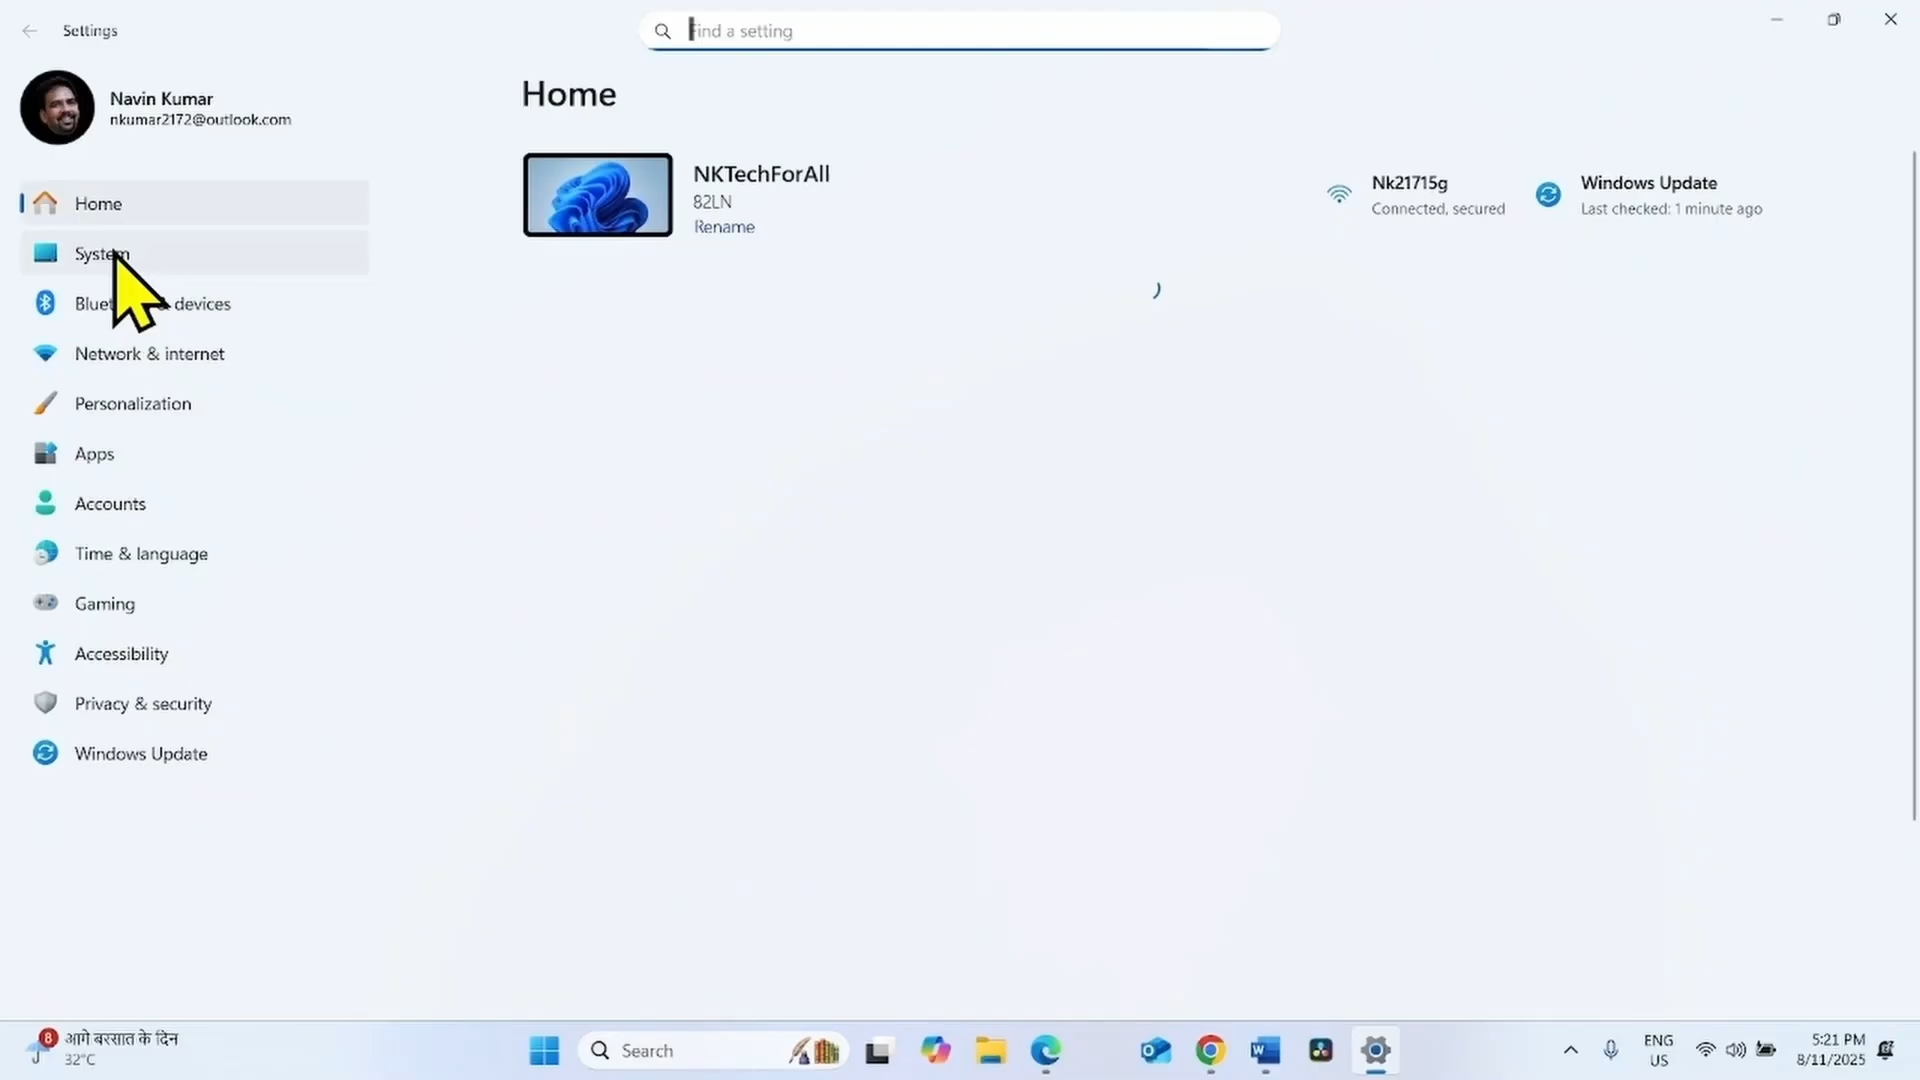 Settings
Find a setting
Navin Kumar
nkumar2172@outlook.com
Home
System
devices
Network & internet
Personalization
Apps
Accounts
Time & language
Gaming
Accessibility
Privacy & security
Windows Update
Home
NKTechForAll
82LN
Rename
Nk21715g
Connected, secured
Windows Update
Last checked: 1 minute ago
8
आगे बरसात के दिन
32°C
Search
ENG
US
5:21 PM
8/11/2025